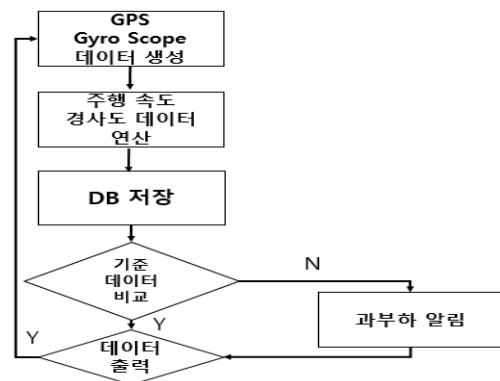 GPS
Gyro Scope
데이터 생성
주행 속도
경사도 데이터
연산
DB 저장
기준
데이터
비교
N
과부하 알림
Y
Y
데이터
출력